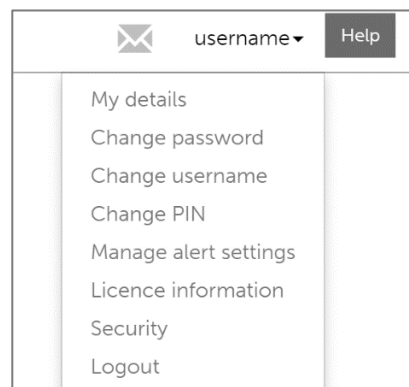 username Help
My details
Change password
Change username
Change PIN
Manage alert settings
Licence information
Security
Logout